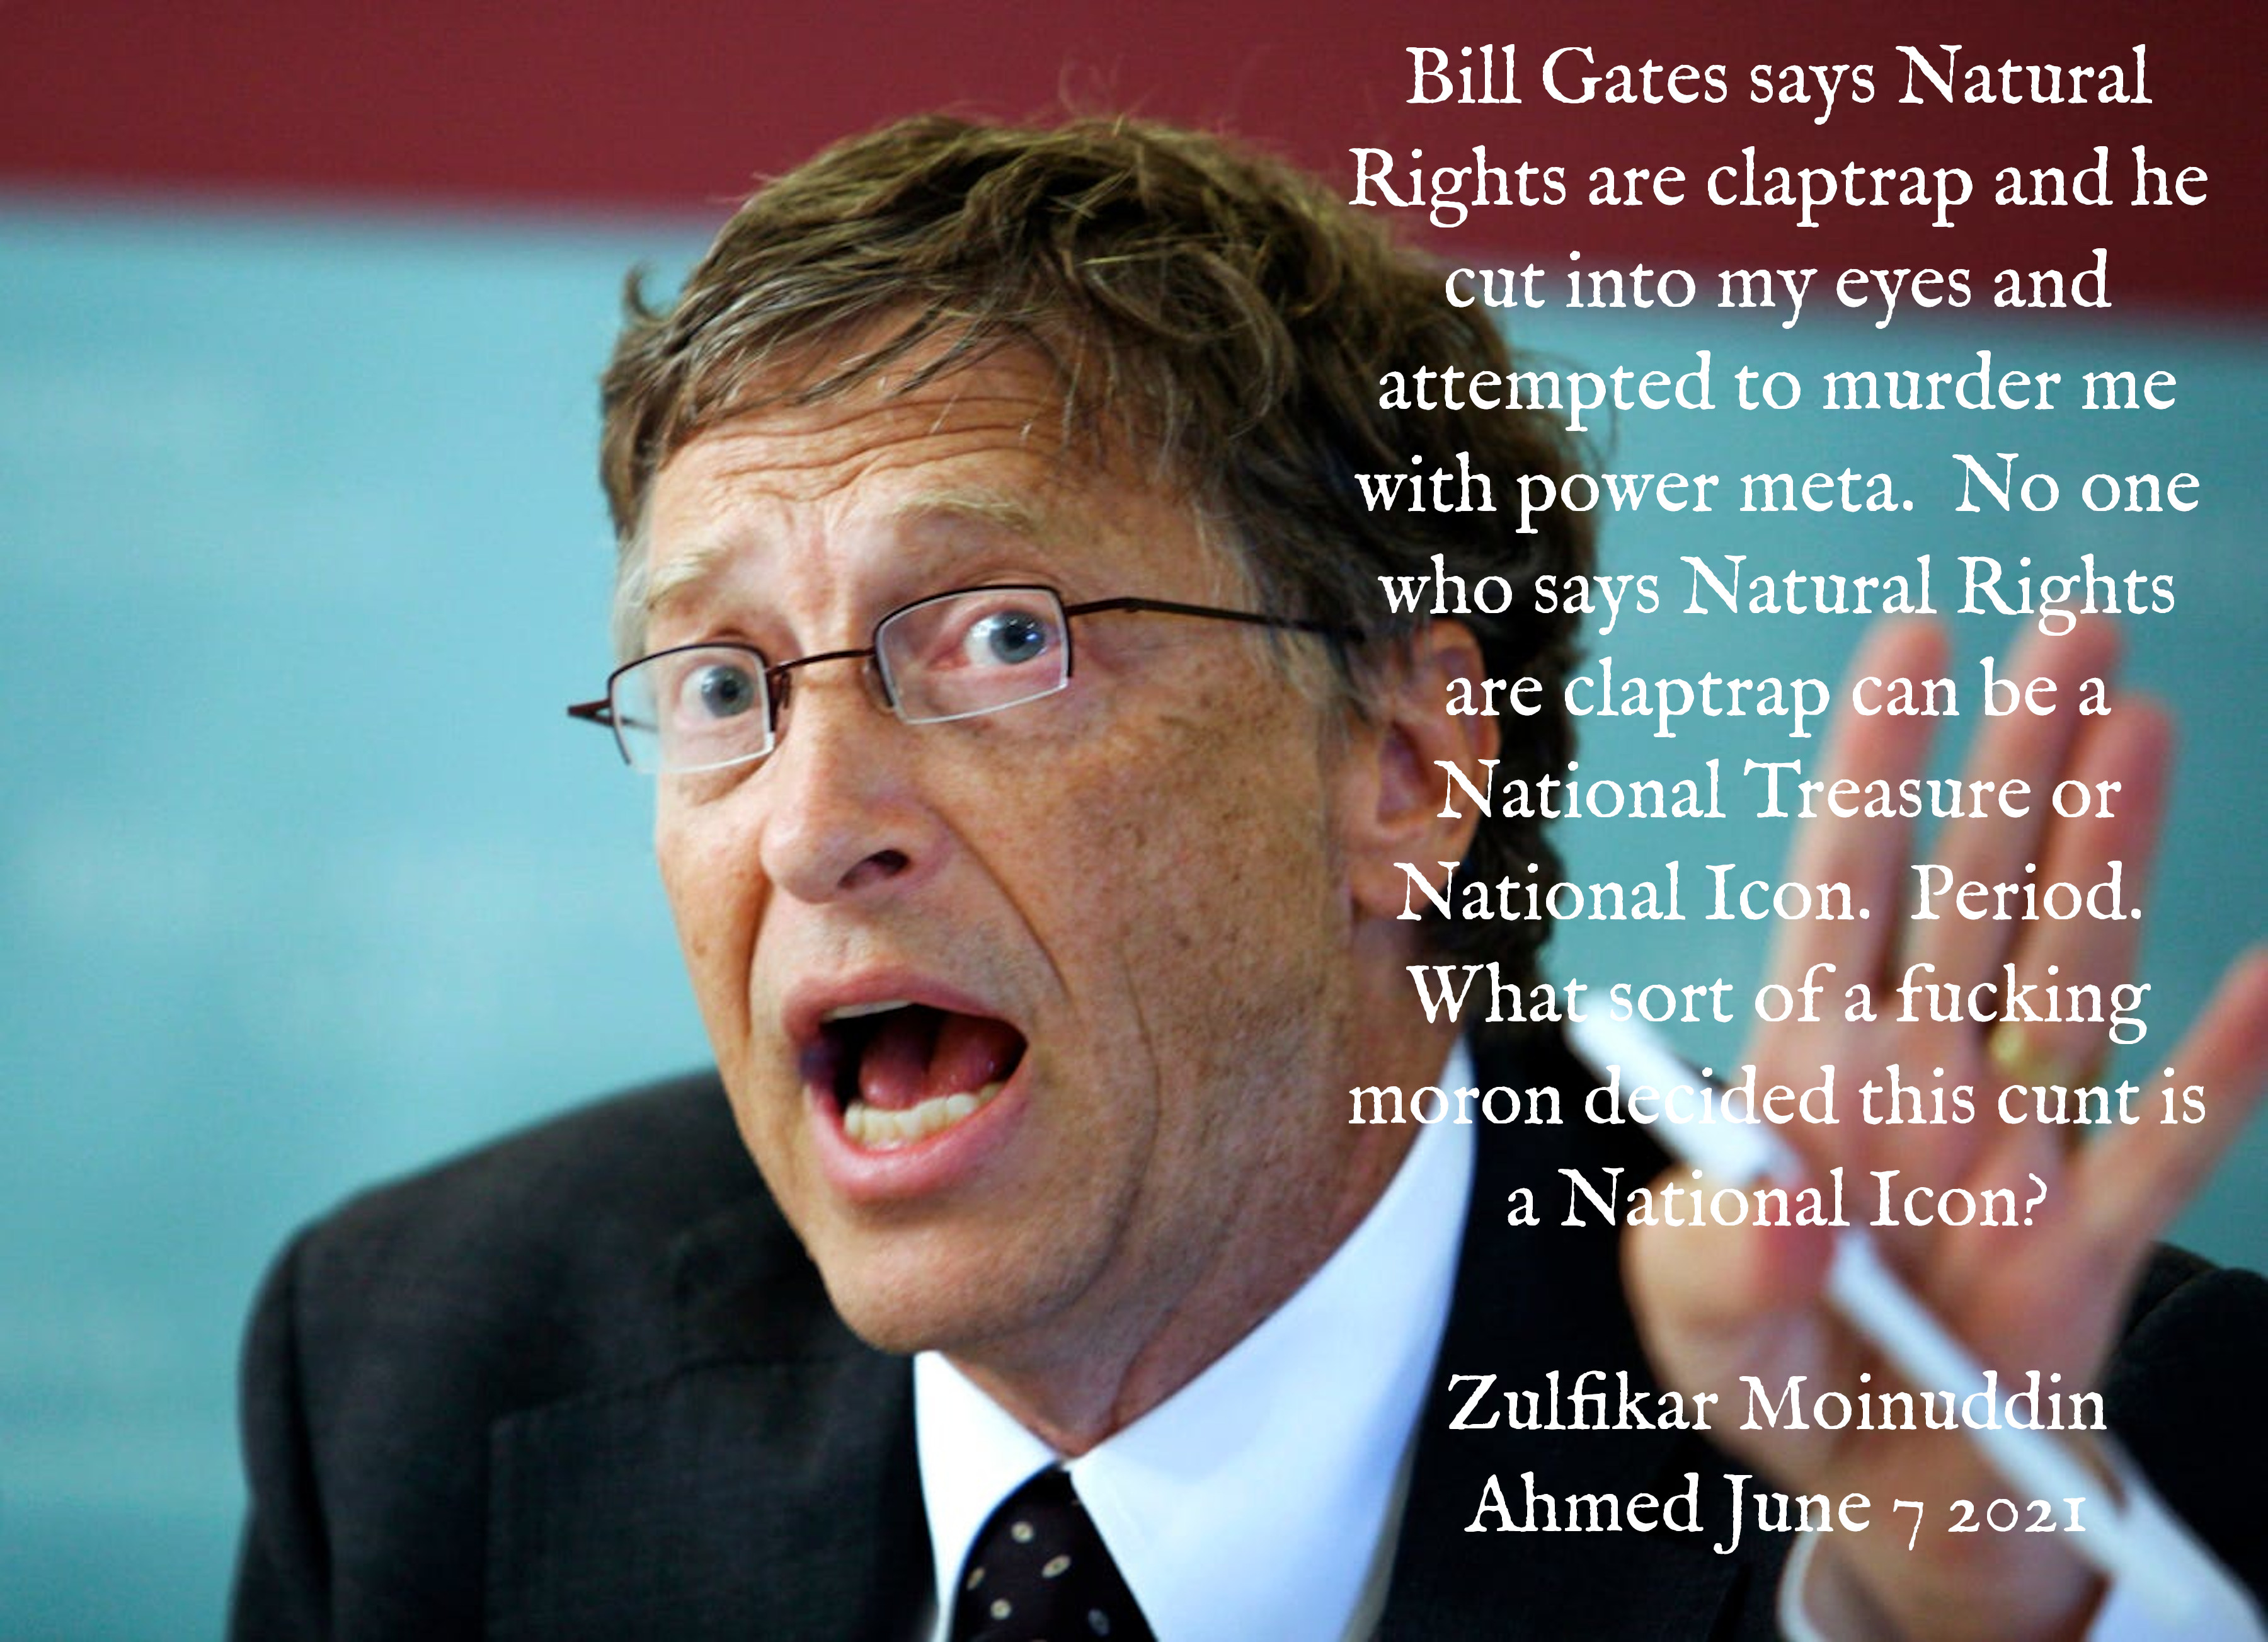 Bill Gates says Natural
Rights are claptrap and he
cut into my eyes and
attempted to murder me
with power meta.  No one
who says Natural Rights
are claptrap can be a
National Treasure or
National Icon.  Period.
What sort of a fucking
moron decided this cunt is
a National Icon?
Zulfikar Moinuddin
Ahmed June 7 2021